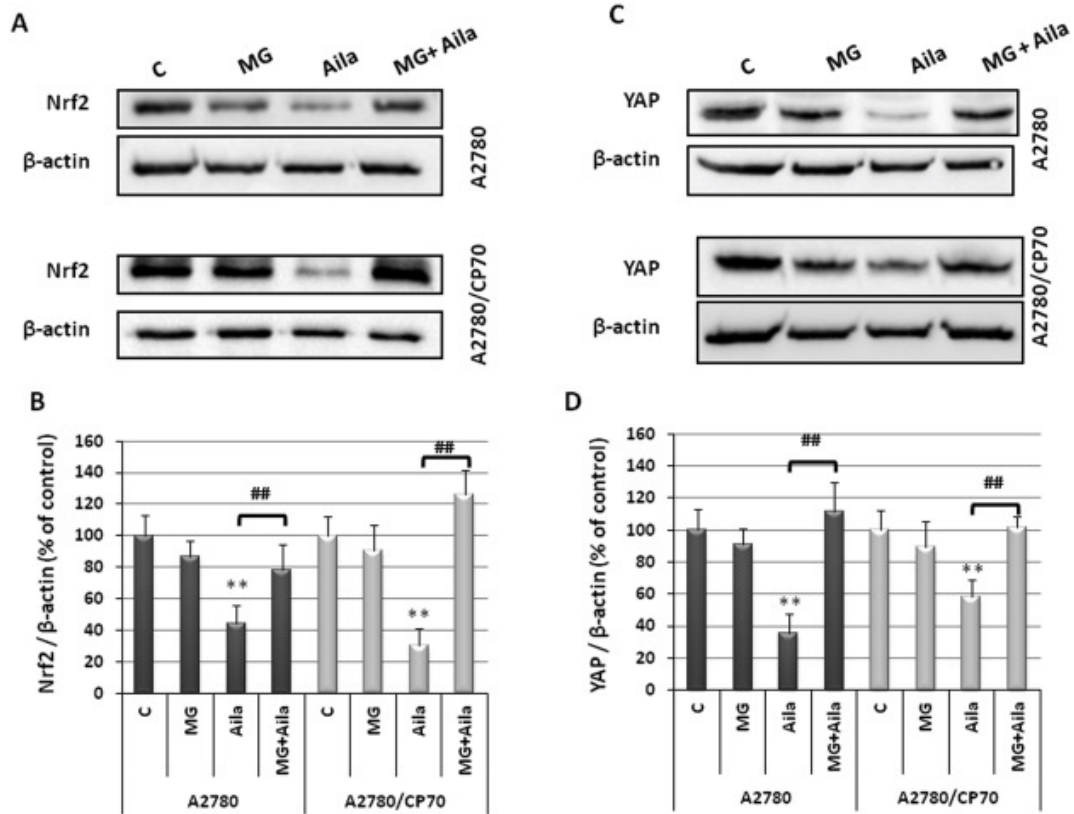 A
C MG Aila MG+ Aila
Nrf2
β-actin
A2780
Nrf2
β-actin
A2780/CP70
C
C MG Aila MG + Aila
YAP
β-actin
A2780
YAP
β-actin
A2780/CP70
B
Nrf2 / β-actin (% of control)
160
140
120
100
80
60
40
20
0
##
##
**
**
C MG Aila MG+Aila C MG Aila MG+Aila
A2780 A2780/CP70
D
YAP / β-actin (% of control)
160
140
120
100
80
60
40
20
0
##
##
**
**
C MG Aila MG+Aila C MG Aila MG+Aila
A2780 A2780/CP70